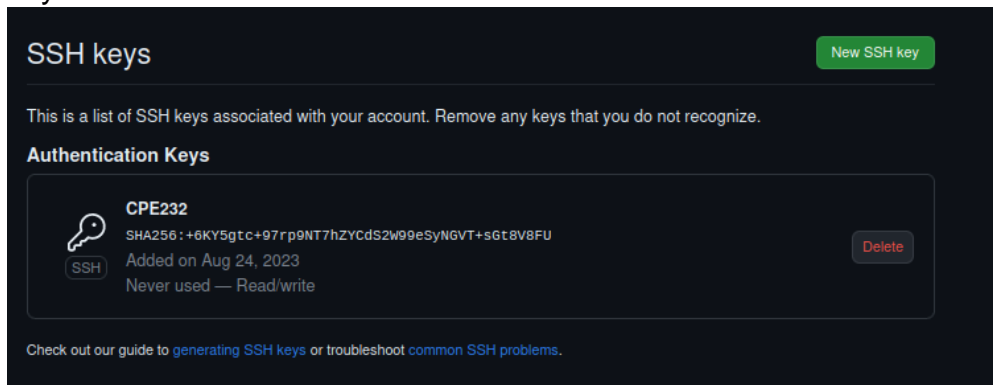 SSH keys
New SSH key
This is a list of SSH keys associated with your account. Remove any keys that you do not recognize.
Authentication Keys
CPE232
SHA256:+6KY5gtc+97rp9NT7hZYCdS2W99eSyNGVT+sGt8V8FU
SSH
Added on Aug 24, 2023
Never used — Read/write
Delete
Check out our guide to generating SSH keys or troubleshoot common SSH problems.